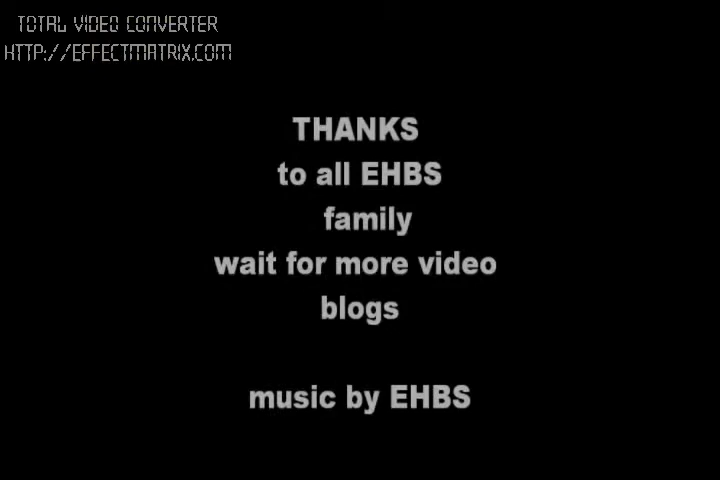 TOTAL VIDEO CONVERTER
HTTP://EFFECTMATRIX.COM
THANKS
to all EHBS
family
wait for more video
blogs
music by EHBS